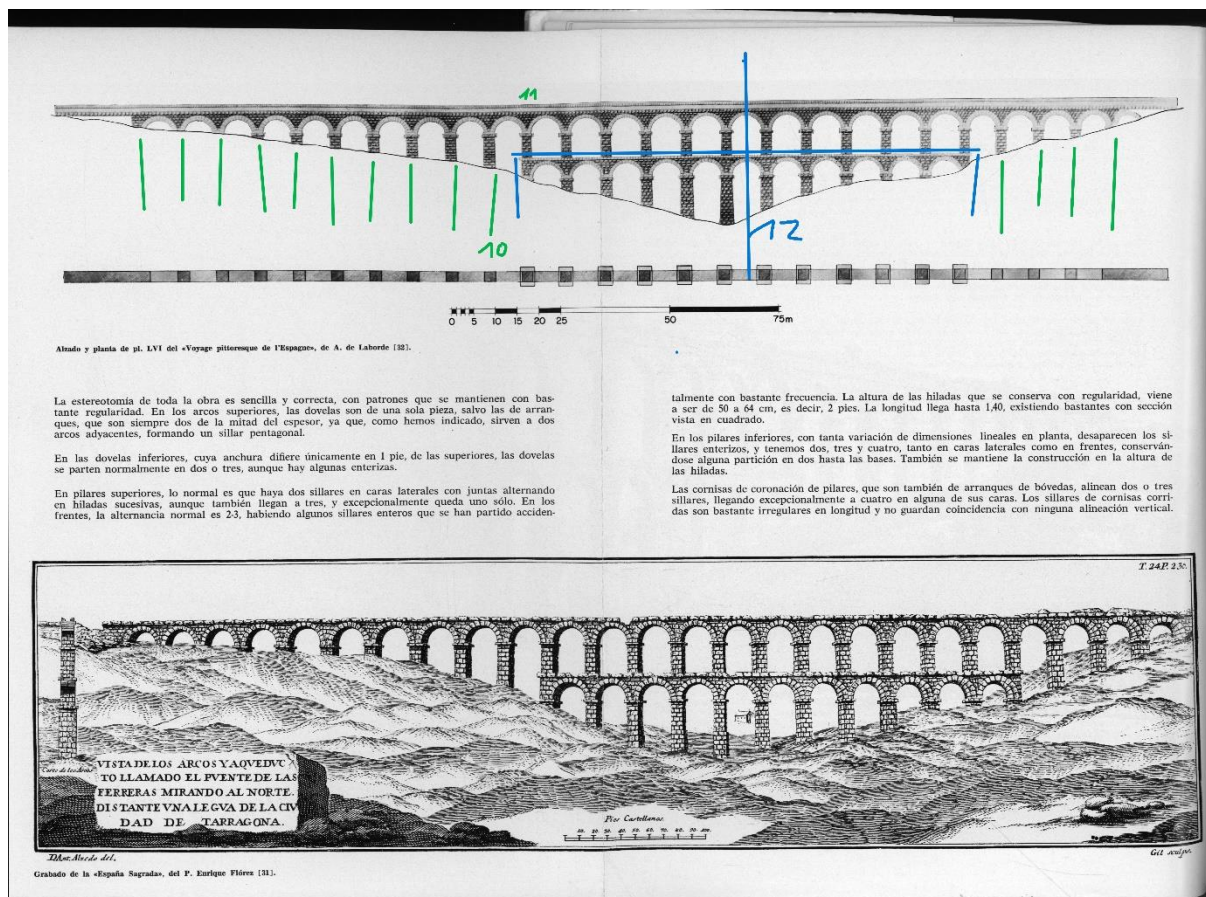 11
10
12
0 5 10 15 20 25 50 75m
Alzado y planta de pl. LVI del «Voyage pittoresque de l'Espagne», de A. de Laborde [32].
La estereotomía de toda la obra es sencilla y correcta, con patrones que se mantienen con bas-
tante regularidad. En los arcos superiores, las dovelas son de una sola pieza, salvo las de arran-
ques, que son siempre dos de la mitad del espesor, ya que, como hemos indicado, sirven a dos
arcos adyacentes, formando un sillar pentagonal.
En las dovelas inferiores, cuya anchura difiere únicamente en 1 pie, de las superiores, las dovelas
se parten normalmente en dos o tres, aunque hay algunas enterizas.
En pilares superiores, lo normal es que haya dos sillares en caras laterales con juntas alternando
en hiladas sucesivas, aunque también llegan a tres, y excepcionalmente queda uno sólo. En los
frentes, la alternancia normal es 2-3, habiendo algunos sillares enteros que se han partido acciden-
talmente con bastante frecuencia. La altura de las hiladas que se conserva con regularidad, viene
a ser de 50 a 64 cm, es decir, 2 pies. La longitud llega hasta 1,40, existiendo bastantes con sección
vista en cuadrado.
En los pilares inferiores, con tanta variación de dimensiones lineales en planta, desaparecen los si-
llares enterizos, y tenemos dos, tres y cuatro, tanto en caras laterales como en frentes, conserván-
dose alguna partición en dos hasta las bases. También se mantiene la construcción en la altura de
las hiladas.
Las cornisas de coronación de pilares, que son también de arranques de bóvedas, alinean dos o tres
sillares, llegando excepcionalmente a cuatro en alguna de sus caras. Los sillares de cornisas corri-
das son bastante irregulares en longitud y no guardan coincidencia con ninguna alineación vertical.
T. 24. P. 230.
VISTA DE LOS ARCOS Y AQVEDVC
TO LLAMADO EL PVENTE DE LAS
FERRERAS MIRANDO AL NORTE.
DISTANTE VNA LEGVA DE LA CIV
DAD DE TARRAGONA.
Pies Castellanos
10. 20. 30. 40. 50. 60. 70. 80. 90. 100.
Gil sculps.
Grabado de la «España Sagrada», del P. Enrique Flórez [31].